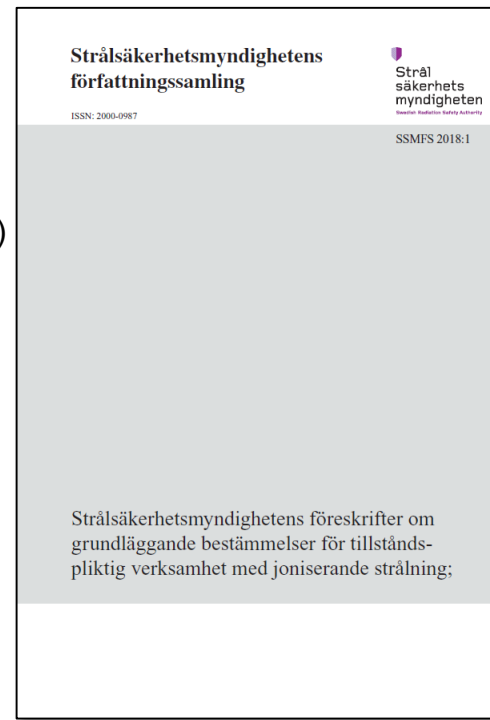 Strålsäkerhetsmyndighetens
författningssamling
ISSN: 2000-0987
Strål
säkerhets
myndigheten
Swedish Radiation Safety Authority
SSMFS 2018:1
)
Strålsäkerhetsmyndighetens föreskrifter om
grundläggande bestämmelser för tillstånds-
pliktig verksamhet med joniserande strålning;